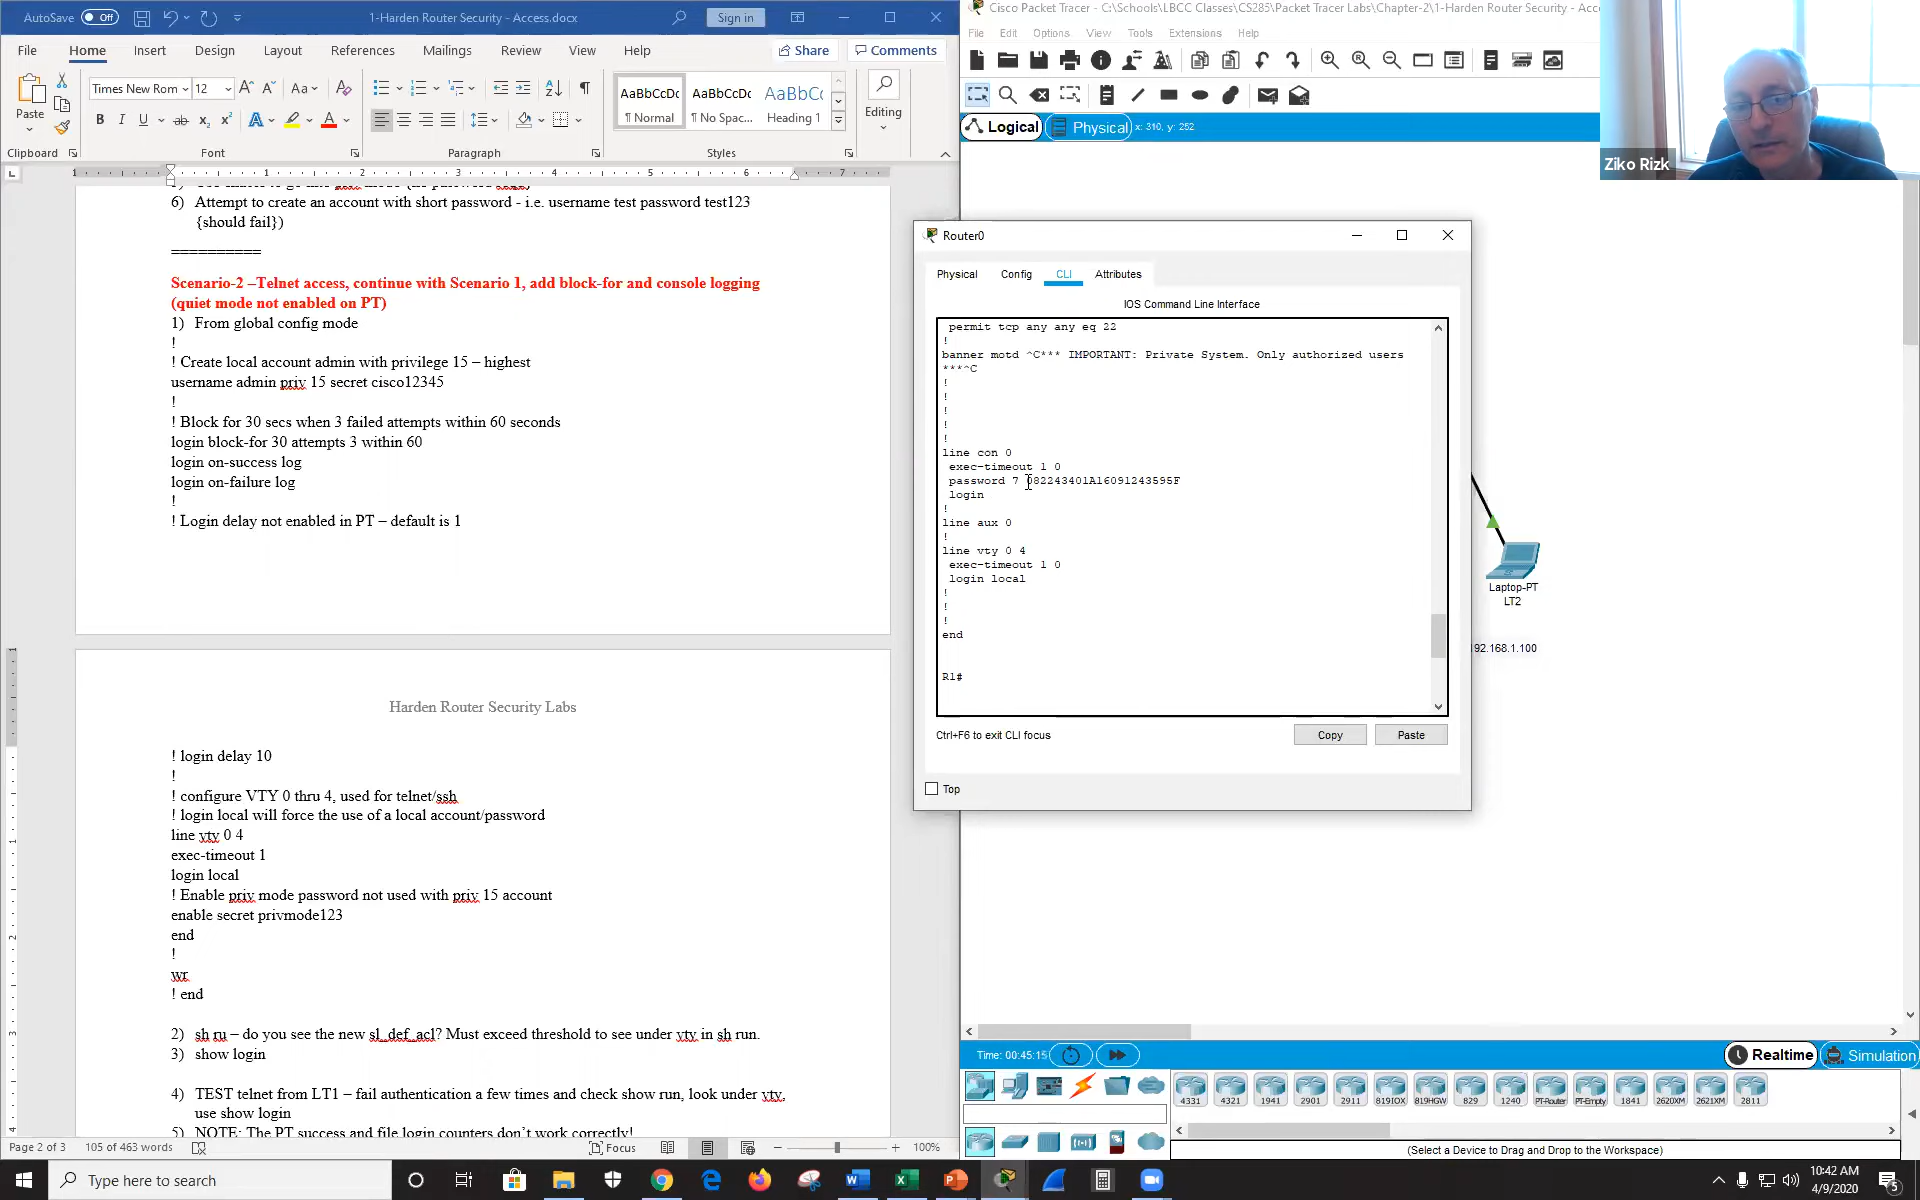 AutoSave Off 1-Harden Router Security - Access.docx Sign in
File Home Insert Design Layout References Mailings Review View Help Share Comments
Paste Times New Rom 12 Aa
B I U ab x₂ x² A A
AaBbCcDc AaBbCcDc AaBbCc
¶ Normal ¶ No Spac... Heading 1
Editing
Clipboard Font Paragraph Styles
6) Attempt to create an account with short password - i.e. username test password test123
{should fail})
==========
Scenario-2 –Telnet access, continue with Scenario 1, add block-for and console logging
(quiet mode not enabled on PT)
1) From global config mode
!
! Create local account admin with privilege 15 – highest
username admin priv 15 secret cisco12345
!
! Block for 30 secs when 3 failed attempts within 60 seconds
login block-for 30 attempts 3 within 60
login on-success log
login on-failure log
!
! Login delay not enabled in PT – default is 1
Harden Router Security Labs
! login delay 10
!
! configure VTY 0 thru 4, used for telnet/ssh
! login local will force the use of a local account/password
line vty 0 4
exec-timeout 1
login local
! Enable priv mode password not used with priv 15 account
enable secret privmode123
end
!
wr
! end
2) sh ru – do you see the new sl_def_acl? Must exceed threshold to see under vty in sh run.
3) show login
4) TEST telnet from LT1 – fail authentication a few times and check show run, look under vty,
use show login
5) NOTE: The PT success and file login counters don't work correctly!
Page 2 of 3 105 of 463 words Focus 100%
Cisco Packet Tracer - C:\Schools\LBCC Classes\CS285\Packet Tracer Labs\Chapter-2\1-Harden Router Security - Acce
File Edit Options View Tools Extensions Help
Logical Physical x: 310, y: 252
Ziko Rizk
Router0
Physical Config CLI Attributes
IOS Command Line Interface
permit tcp any any eq 22
!
banner motd ^C*** IMPORTANT: Private System. Only authorized users
***^C
!
!
!
!
!
line con 0
exec-timeout 1 0
password 7 082243401A16091243595F
login
!
line aux 0
!
line vty 0 4
exec-timeout 1 0
login local
!
!
!
end
R1#
Ctrl+F6 to exit CLI focus Copy Paste
Top
Laptop-PT
LT2
92.168.1.100
Time: 00:45:15 Realtime Simulation
4331 4321 1941 2901 2911 819IOX 819HGW 829 1240 PT-Router PT-Empty 1841 2620XM 2621XM 2811
(Select a Device to Drag and Drop to the Workspace)
Type here to search
10:42 AM
4/9/2020
5